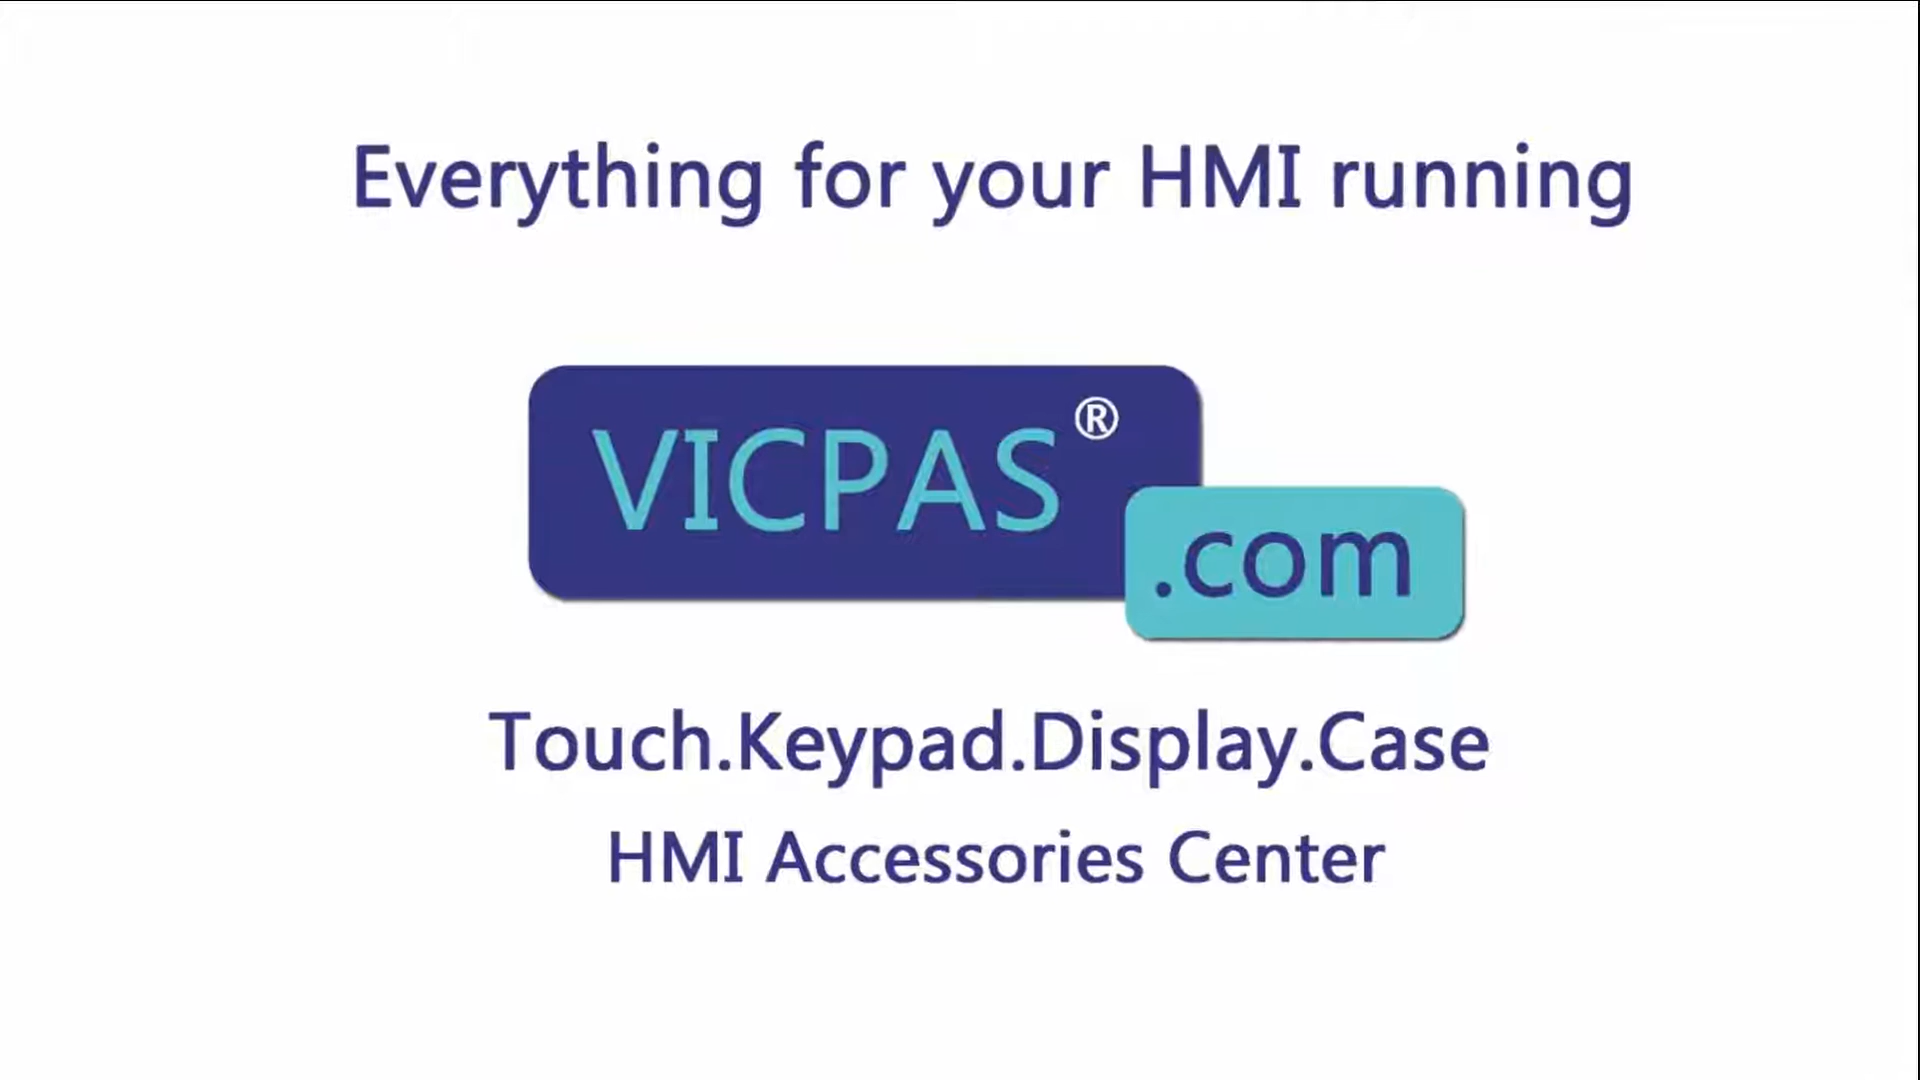 Everything for your HMI running
VICPAS®
.com
Touch.Keypad.Display.Case
HMI Accessories Center